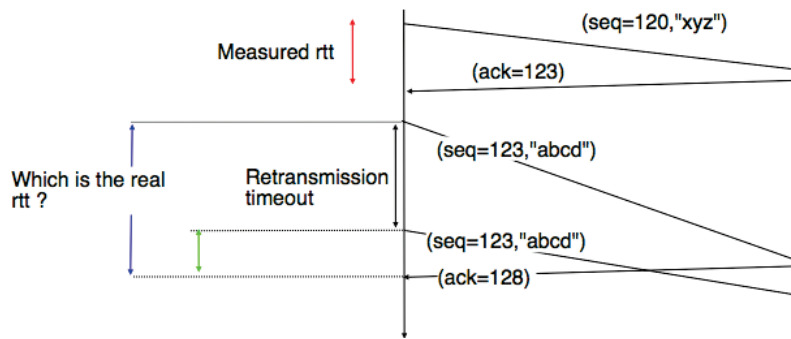 (seq=120,"xyz")
Measured rtt
(ack=123)
(seq=123,"abcd")
Which is the real
rtt ?
Retransmission
timeout
(seq=123,"abcd")
(ack=128)